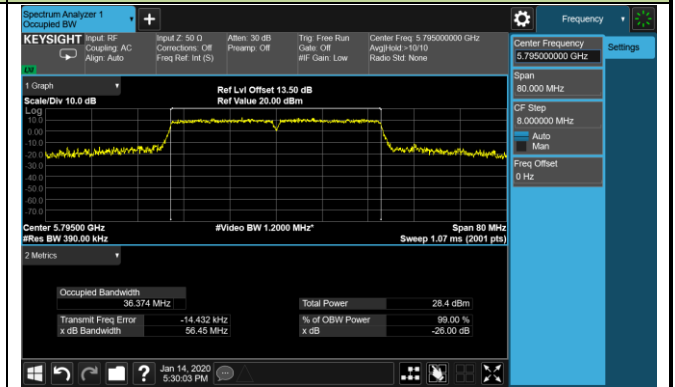 Spectrum Analyzer 1
Occupied BW
+
Frequency
KEYSIGHT
Input: RF
Coupling: AC
Align: Auto
Input Z: 50 Ω
Corrections: Off
Freq Ref: Int (S)
Atten: 30 dB
Preamp: Off
Trig: Free Run
Gate: Off
#IF Gain: Low
Center Freq: 5.795000000 GHz
Avg|Hold:>10/10
Radio Std: None
Center Frequency
5.795000000 GHz
Settings
Span
80.000 MHz
CF Step
8.000000 MHz
Auto
Man
Freq Offset
0 Hz
1 Graph
Scale/Div 10.0 dB
Ref Lvl Offset 13.50 dB
Ref Value 20.00 dBm
Log
10.0
0.00
-10.0
-20.0
-30.0
-40.0
-50.0
-60.0
-70.0
Center 5.79500 GHz
#Res BW 390.00 kHz
#Video BW 1.2000 MHz*
Span 80 MHz
Sweep 1.07 ms (2001 pts)
2 Metrics
Occupied Bandwidth
36.374 MHz
Total Power 28.4 dBm
Transmit Freq Error -14.432 kHz
% of OBW Power 99.00 %
x dB Bandwidth 56.45 MHz
x dB -26.00 dB
?
Jan 14, 2020
5:30:03 PM